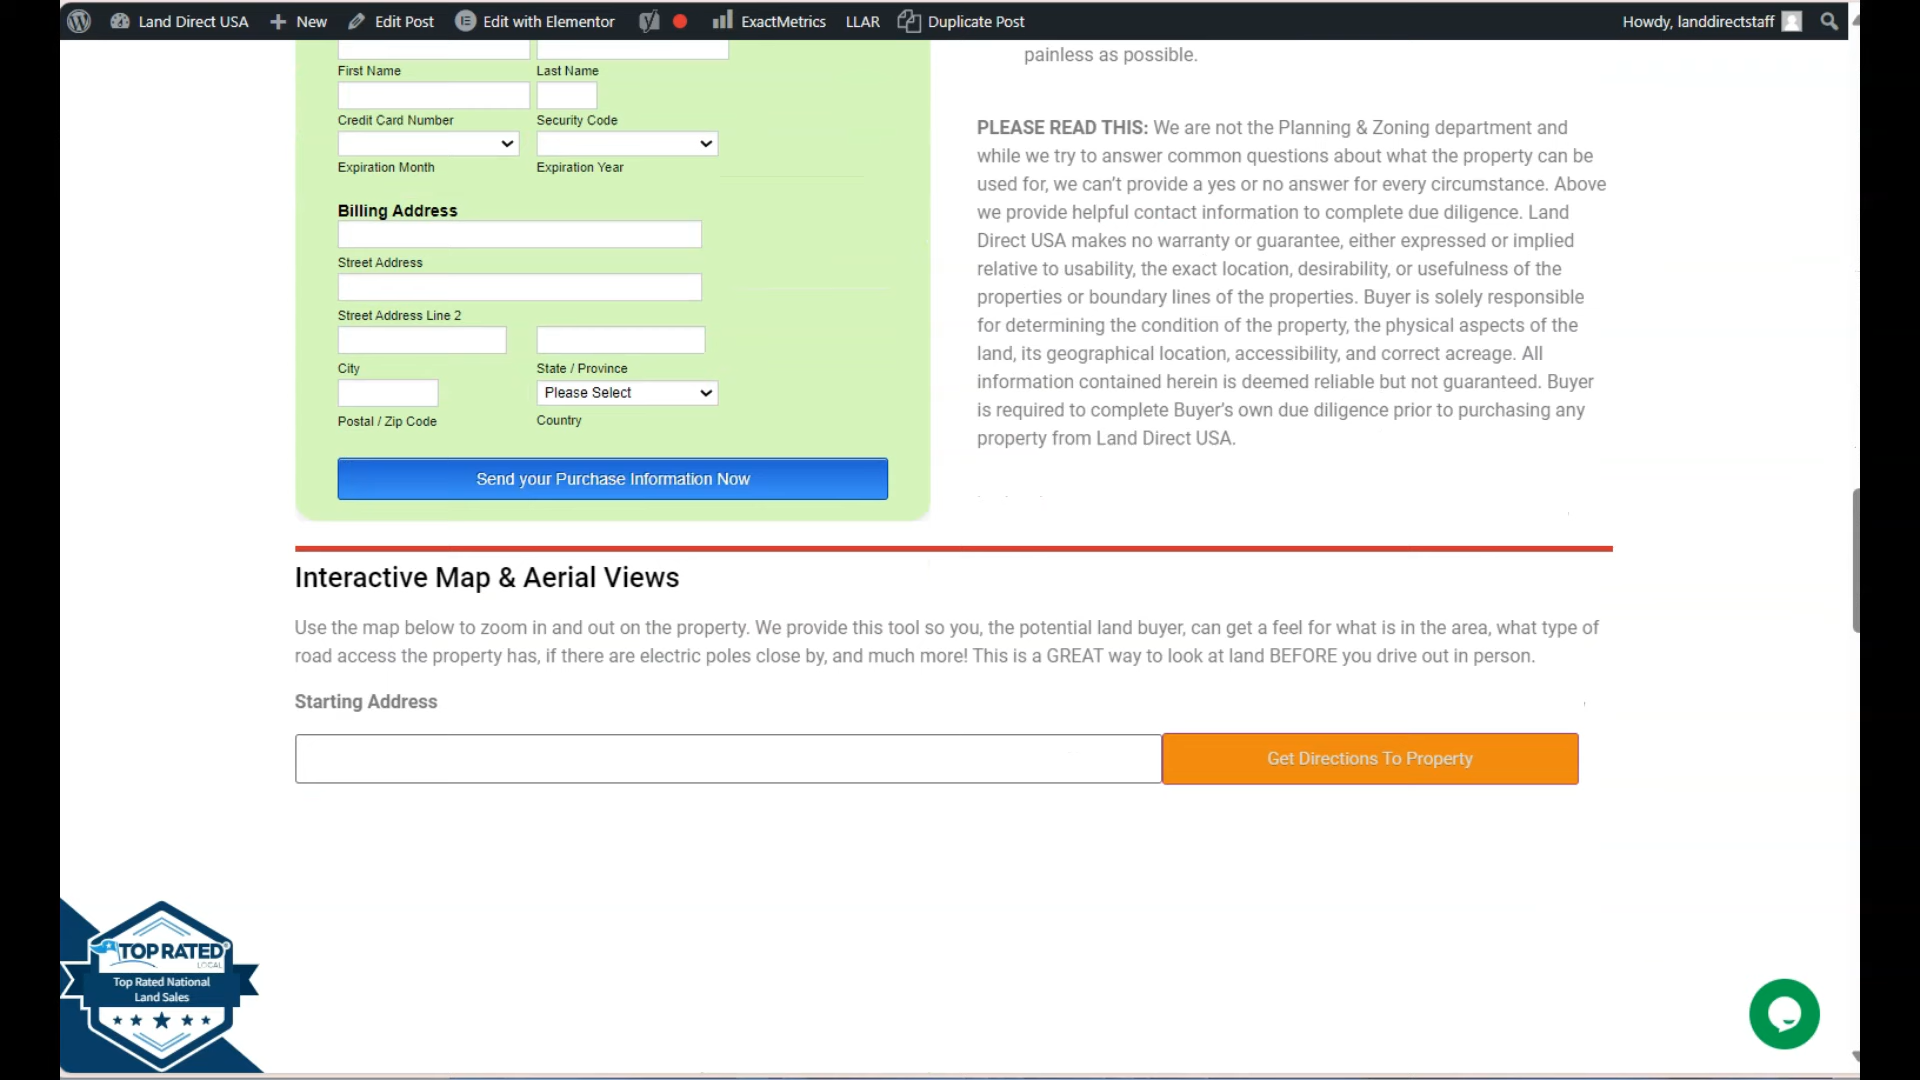 Land Direct USA New Edit Post Edit with Elementor ExactMetrics LLAR Duplicate Post Howdy, landdirectstaff
First Name Last Name
Credit Card Number Security Code
Expiration Month Expiration Year
Billing Address
Street Address
Street Address Line 2
City State / Province
Please Select
Postal / Zip Code Country
Send your Purchase Information Now
painless as possible.
PLEASE READ THIS: We are not the Planning & Zoning department and
while we try to answer common questions about what the property can be
used for, we can’t provide a yes or no answer for every circumstance. Above
we provide helpful contact information to complete due diligence. Land
Direct USA makes no warranty or guarantee, either expressed or implied
relative to usability, the exact location, desirability, or usefulness of the
properties or boundary lines of the properties. Buyer is solely responsible
for determining the condition of the property, the physical aspects of the
land, its geographical location, accessibility, and correct acreage. All
information contained herein is deemed reliable but not guaranteed. Buyer
is required to complete Buyer's own due diligence prior to purchasing any
property from Land Direct USA.
Interactive Map & Aerial Views
Use the map below to zoom in and out on the property. We provide this tool so you, the potential land buyer, can get a feel for what is in the area, what type of
road access the property has, if there are electric poles close by, and much more! This is a GREAT way to look at land BEFORE you drive out in person.
Starting Address
Get Directions To Property
TOP RATED®
LOCAL
Top Rated National
Land Sales